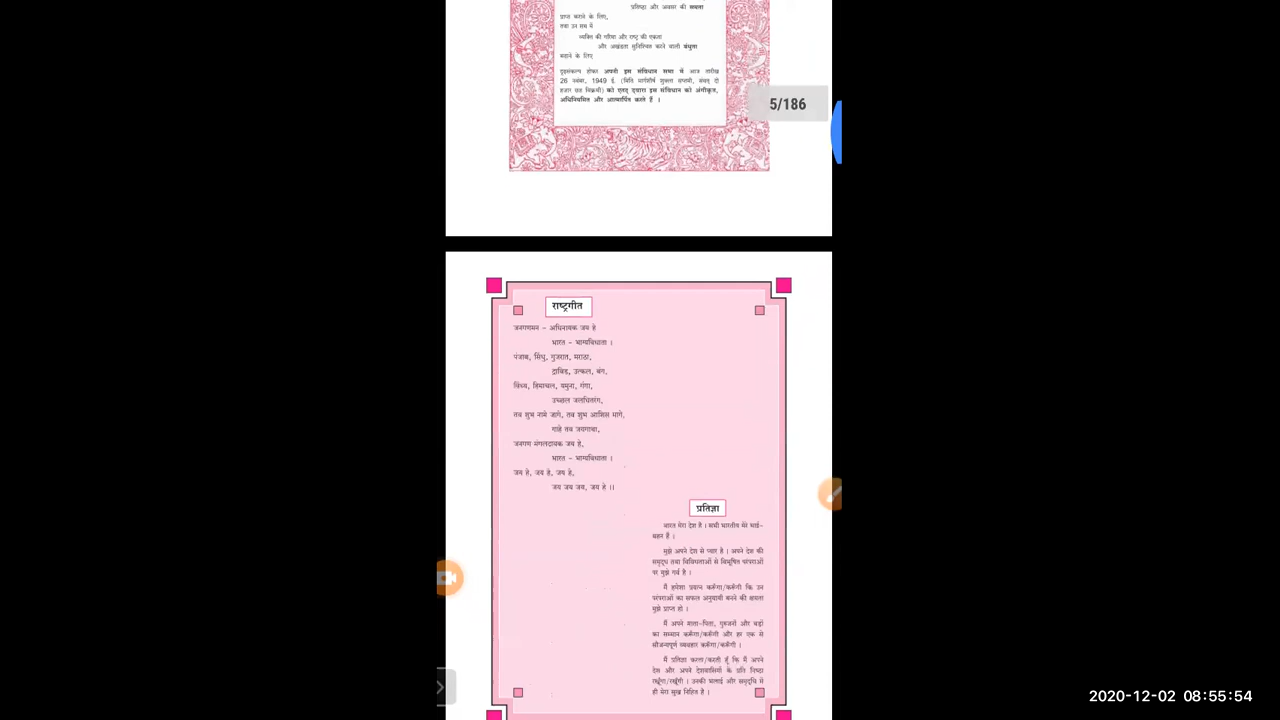 प्रतिष्ठा और अवसर की समता
प्राप्त कराने के लिए,
तथा उन सब में
व्यक्ति की गरिमा और राष्ट्र की एकता
और अखंडता सुनिश्चित करने वाली बंधुता
बढ़ाने के लिए
दृढ़संकल्प होकर अपनी इस संविधान सभा में आज तारीख
26 नवंबर, 1949 ई. (मिति मार्गशीर्ष शुक्ला सप्तमी, संवत् दो
हजार छह विक्रमी) को एतद् द्वारा इस संविधान को अंगीकृत,
अधिनियमित और आत्मार्पित करते हैं ।
5/186
राष्ट्रगीत
जनगणमन - अधिनायक जय हे
भारत - भाग्यविधाता ।
पंजाब, सिंधु, गुजरात, मराठा,
द्राविड, उत्कल, बंग,
विंध्य, हिमाचल, यमुना, गंगा,
उच्छल जलधितरंग,
तव शुभ नामे जागे, तव शुभ आशिस मागे,
गाहे तव जयगाथा,
जनगण मंगलदायक जय हे,
भारत - भाग्यविधाता ।
जय हे, जय हे, जय हे,
जय जय जय, जय हे ।।
प्रतिज्ञा
भारत मेरा देश है । सभी भारतीय मेरे भाई-
बहन हैं ।
मुझे अपने देश से प्यार है । अपने देश की
समृद्ध तथा विविधताओं से विभूषित परंपराओं
पर मुझे गर्व है ।
मैं हमेशा प्रयत्न करूँगा/करूँगी कि उन
परंपराओं का सफल अनुयायी बनने की क्षमता
मुझे प्राप्त हो ।
मैं अपने माता-पिता, गुरुजनों और बड़ों
का सम्मान करूँगा/करूँगी और हर एक से
सौजन्यपूर्ण व्यवहार करूँगा/करूँगी ।
मैं प्रतिज्ञा करता/करती हूँ कि मैं अपने
देश और अपने देशवासियों के प्रति निष्ठा
रखूँगा/रखूँगी । उनकी भलाई और समृद्धि में
ही मेरा सुख निहित है ।
2020-12-02 08:55:54